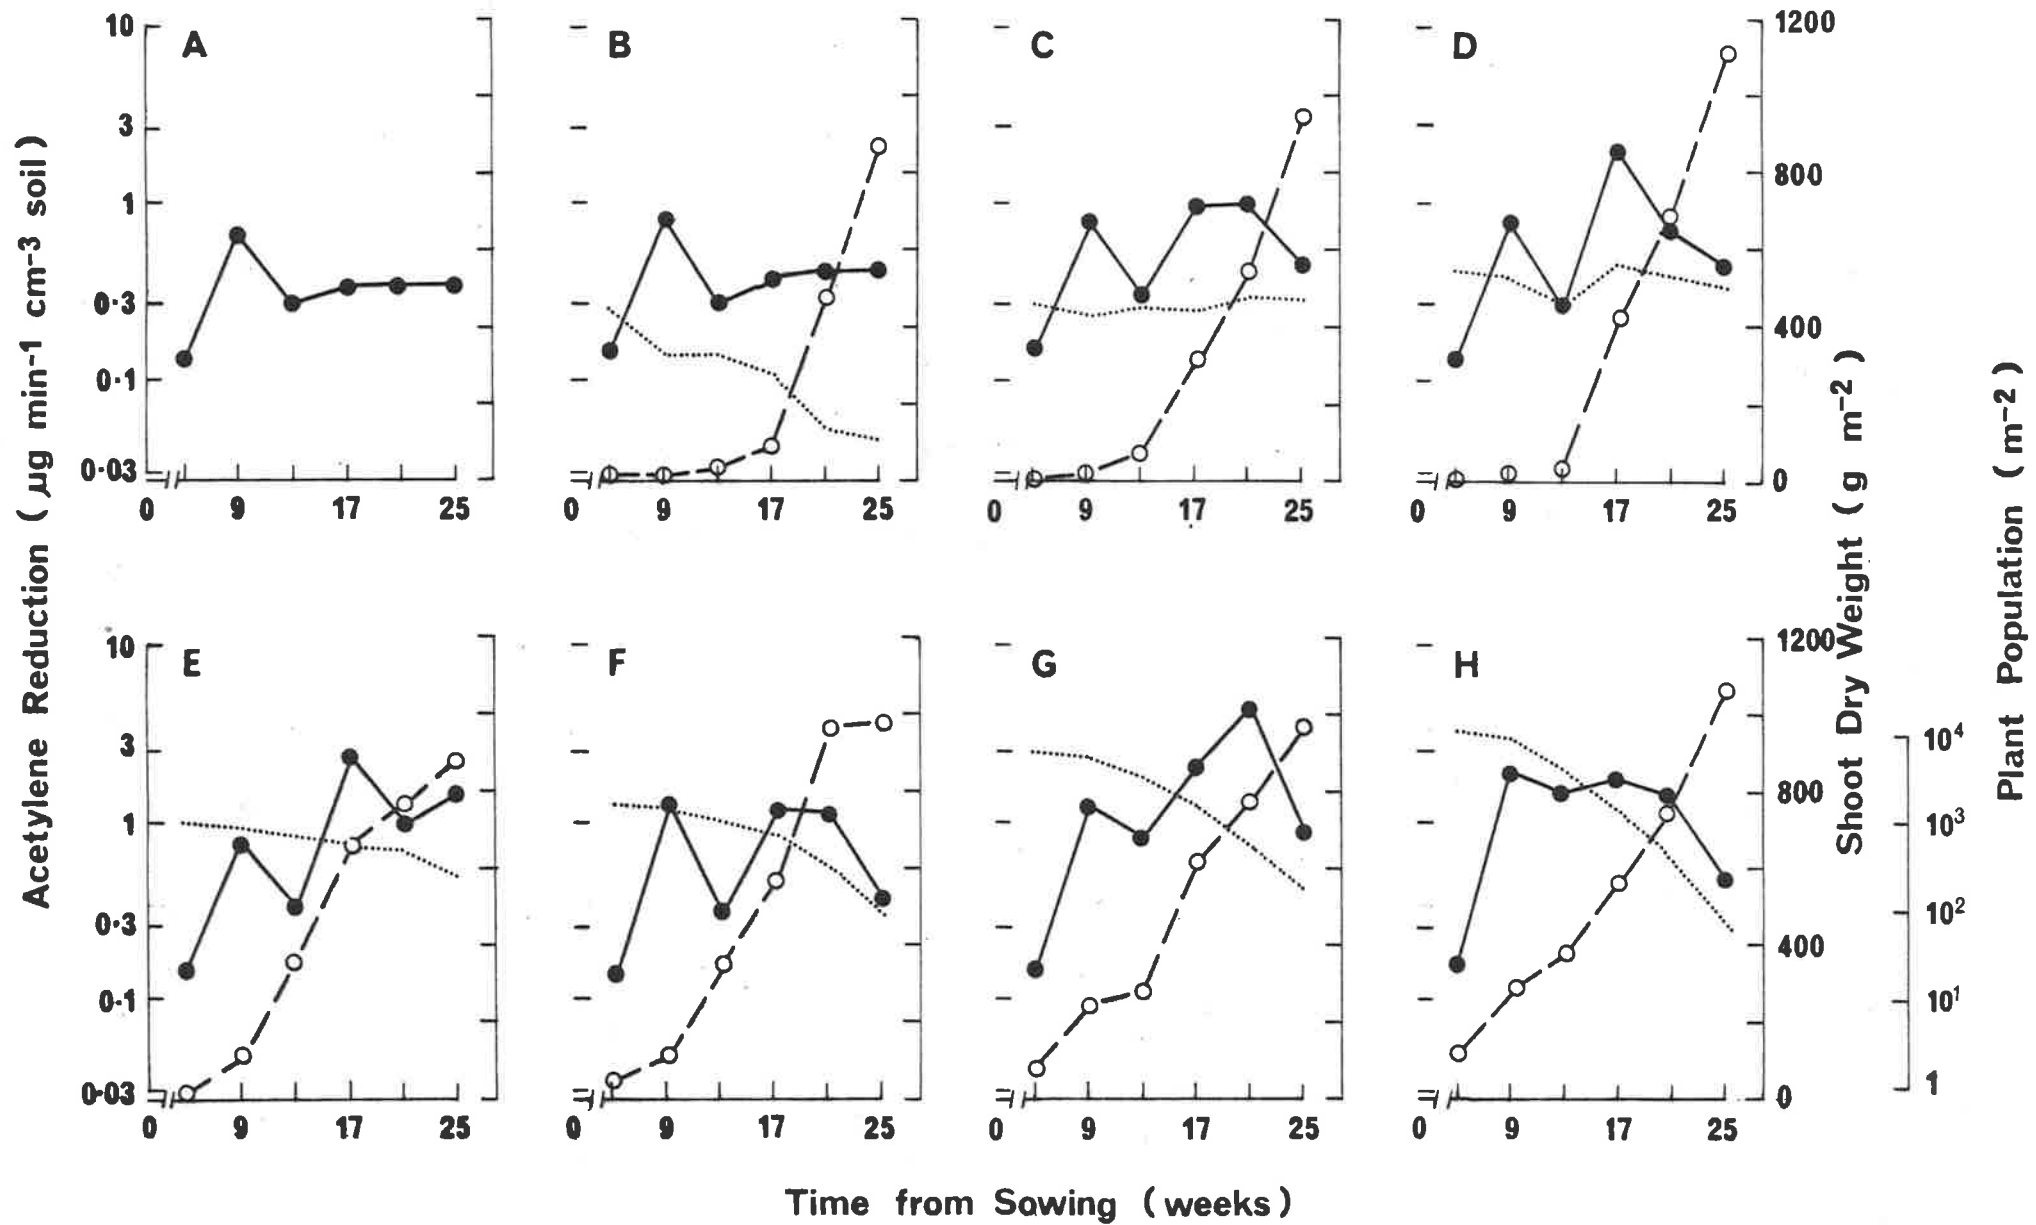 Acetylene Reduction (µg min-1 cm-3 soil)
10
3
1
0·3
0·1
0·03
A
B
C
D
1200
800
400
0
0 9 17 25
0 9 17 25
0 9 17 25
0 9 17 25
10
3
1
0·3
0·1
0·03
E
F
G
H
1200
800
400
0
Shoot Dry Weight (g m-2)
10⁴
10³
10²
10¹
1
Plant Population (m-2)
0 9 17 25
0 9 17 25
0 9 17 25
0 9 17 25
Time from Sowing (weeks)